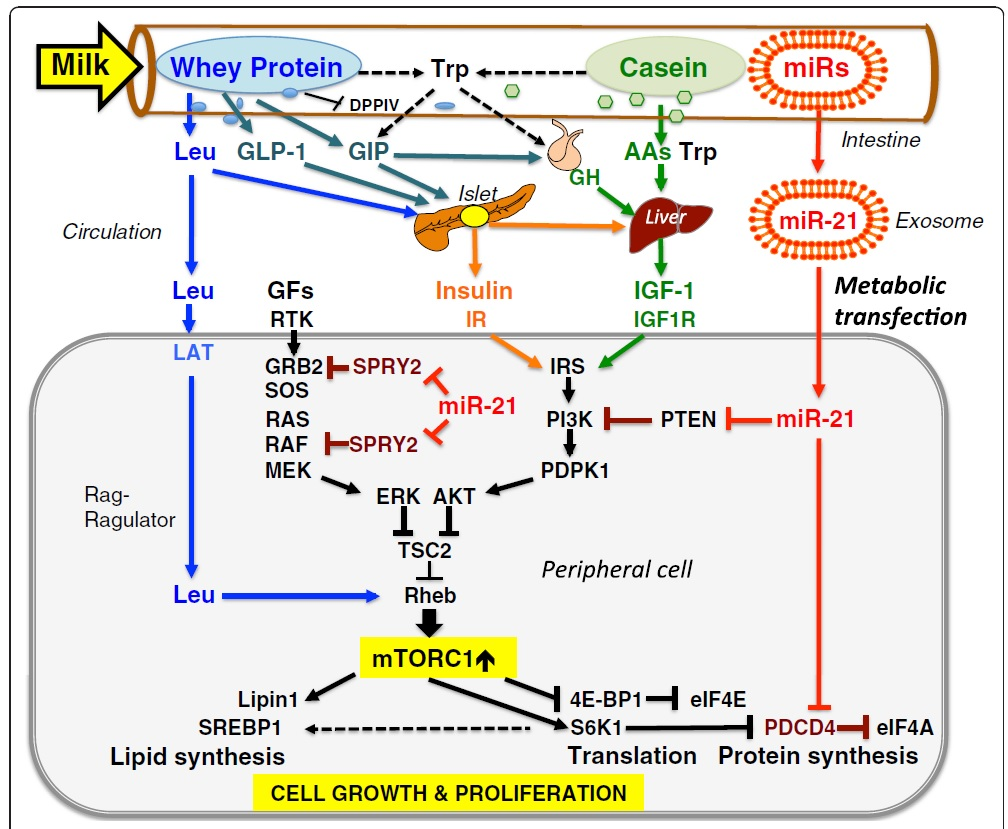 Milk
Whey Protein
Trp
Casein
miRs
DPPIV
Intestine
Leu
GLP-1
GIP
AAs Trp
GH
Islet
Liver
miR-21
Exosome
Circulation
Leu
GFs
Insulin
IGF-1
Metabolic
transfection
RTK
IR
IGF1R
LAT
GRB2
SPRY2
IRS
SOS
miR-21
RAS
PI3K
PTEN
miR-21
RAF
SPRY2
MEK
PDPK1
Rag-
Ragulator
ERK
AKT
TSC2
Peripheral cell
Leu
Rheb
mTORC1
Lipin1
4E-BP1
eIF4E
SREBP1
S6K1
PDCD4
eIF4A
Lipid synthesis
Translation
Protein synthesis
CELL GROWTH & PROLIFERATION